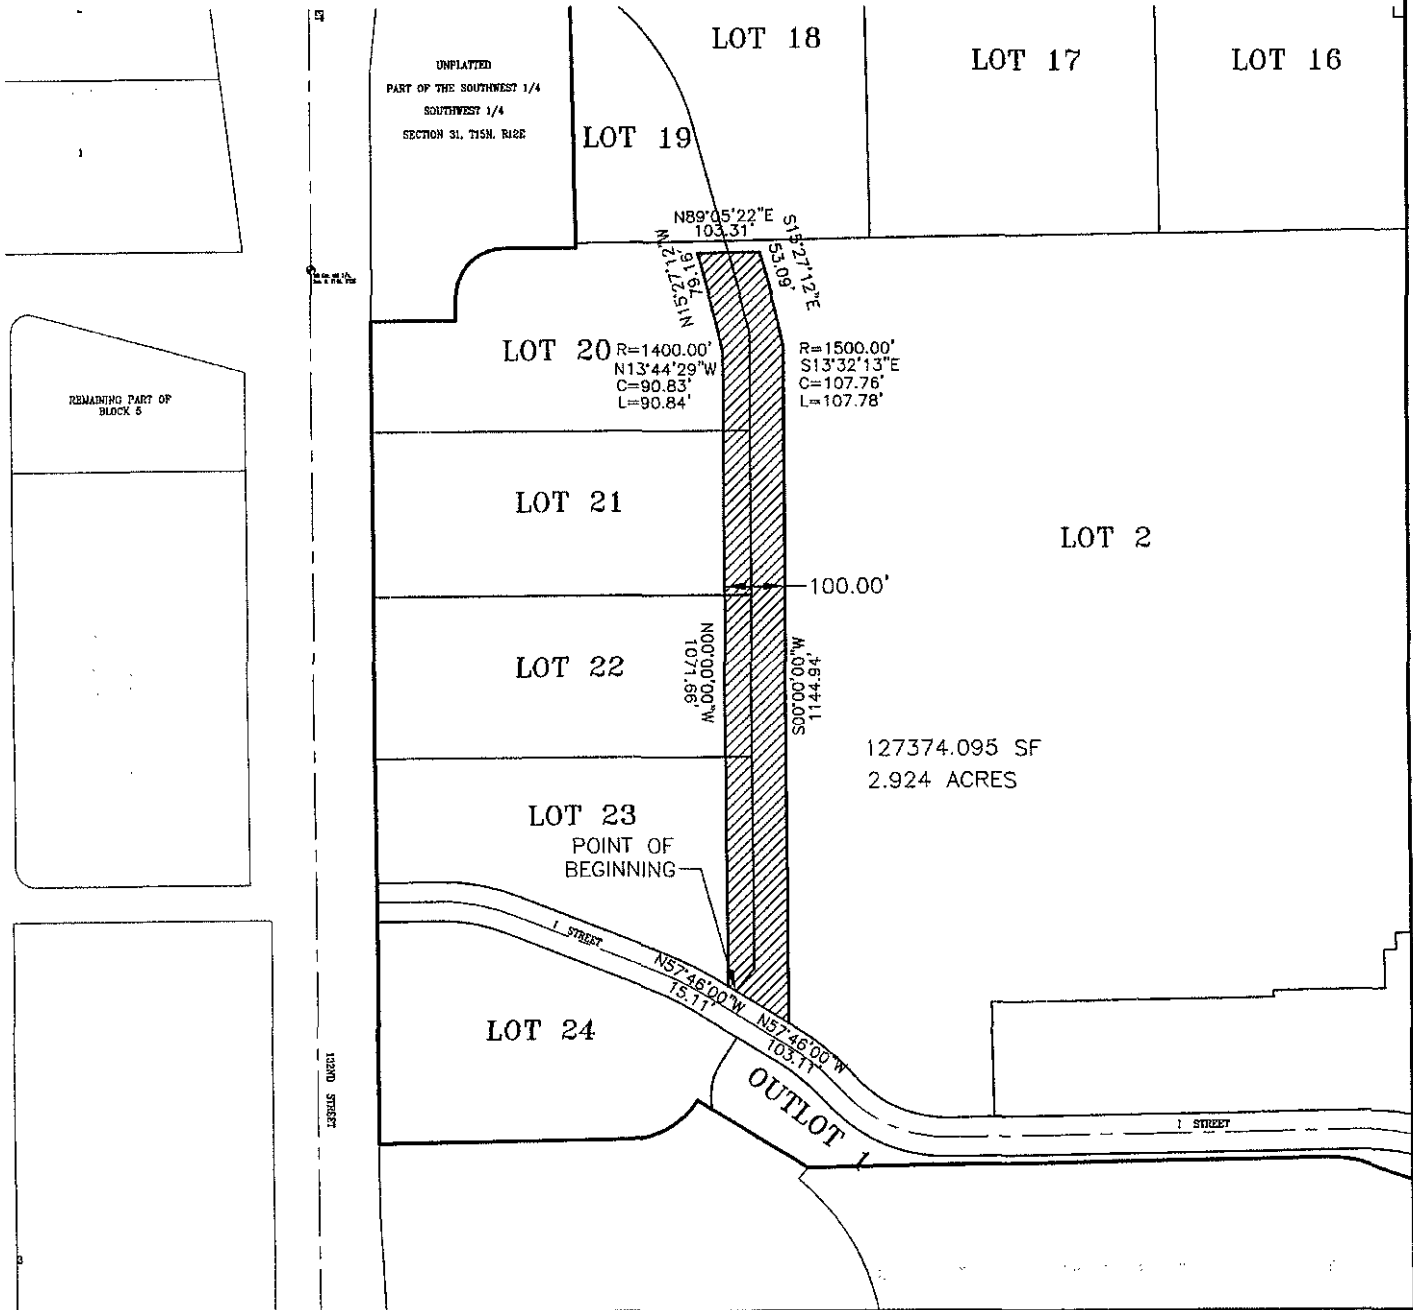 LOT 18
LOT 17
LOT 16
UNPLATTED
PART OF THE SOUTHWEST 1/4
SOUTHWEST 1/4
SECTION 31, T15N, R12E
LOT 19
1
N89°05'22"E
103.31'
S15°27'12"E
53.09'
N15°27'12"W
79.16'
LOT 20
R=1400.00'
N13°44'29"W
C=90.83'
L=90.84'
R=1500.00'
S13°32'13"E
C=107.76'
L=107.78'
REMAINING PART OF
BLOCK 5
LOT 21
LOT 2
100.00'
LOT 22
N00°00'00"W
1071.66'
S00°00'00"W
1144.94'
127374.095 SF
2.924 ACRES
LOT 23
POINT OF
BEGINNING
I STREET
N57°46'00"W
15.11'
N57°46'00"W
103.11'
LOT 24
OUTLOT 1
132ND STREET
I STREET
3